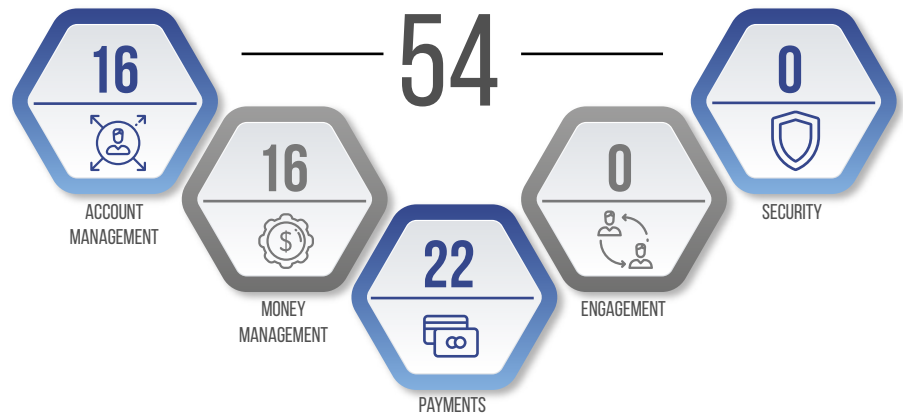 54
16
ACCOUNT
MANAGEMENT
16
$
MONEY
MANAGEMENT
22
PAYMENTS
0
ENGAGEMENT
0
SECURITY